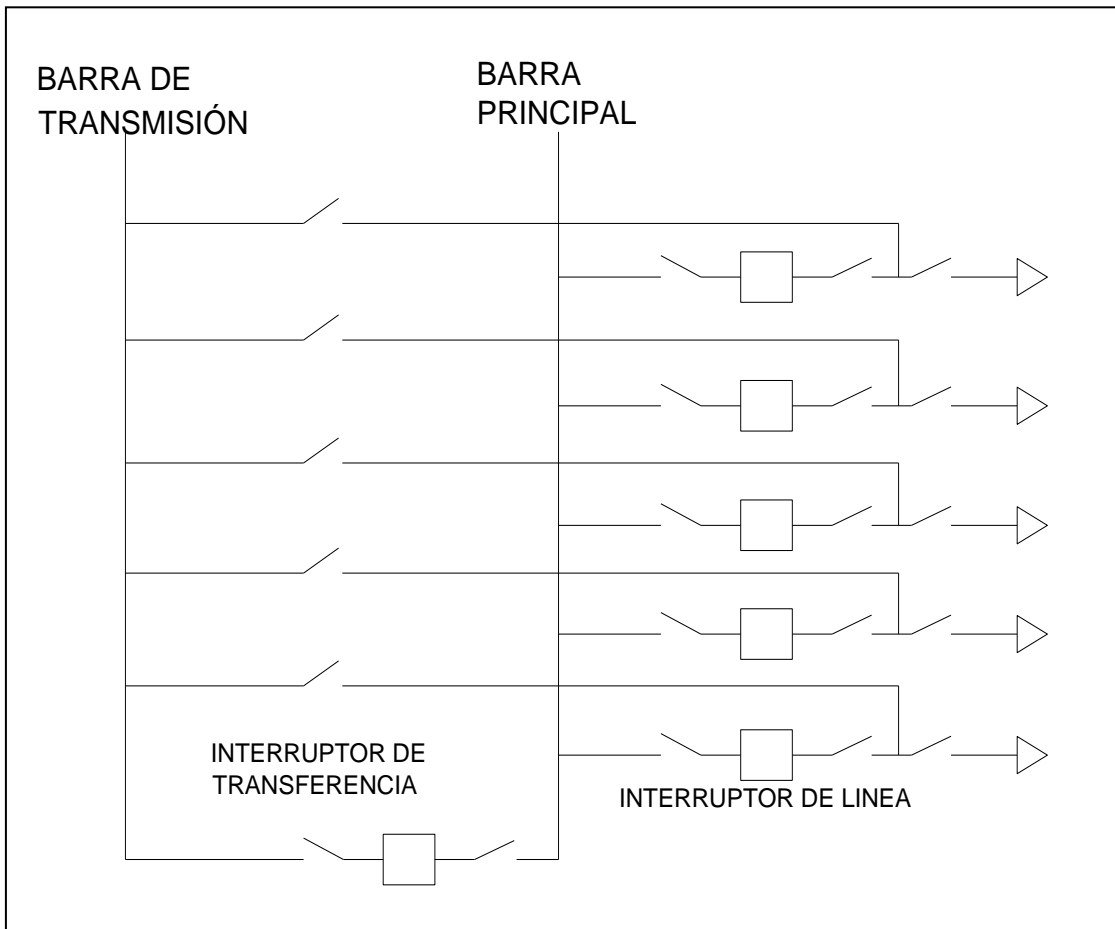 BARRA DE
TRANSMISIÓN
BARRA
PRINCIPAL
INTERRUPTOR DE
TRANSFERENCIA
INTERRUPTOR DE LINEA